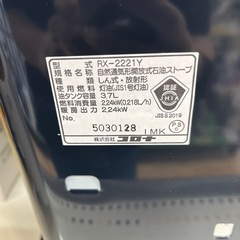 型式 RX-2221Y
規格名称 自然通気形開放式石油ストーブ
種類 しん式・放射形
使用燃料 灯油(JIS1号灯油)
油タンク容量 3.7L
燃料消費量 2.24kW(0.218L/h)
暖房出力 2.24kW
No. 5030128 LMK
認証
JIS S 2019
株式会社 コロナ